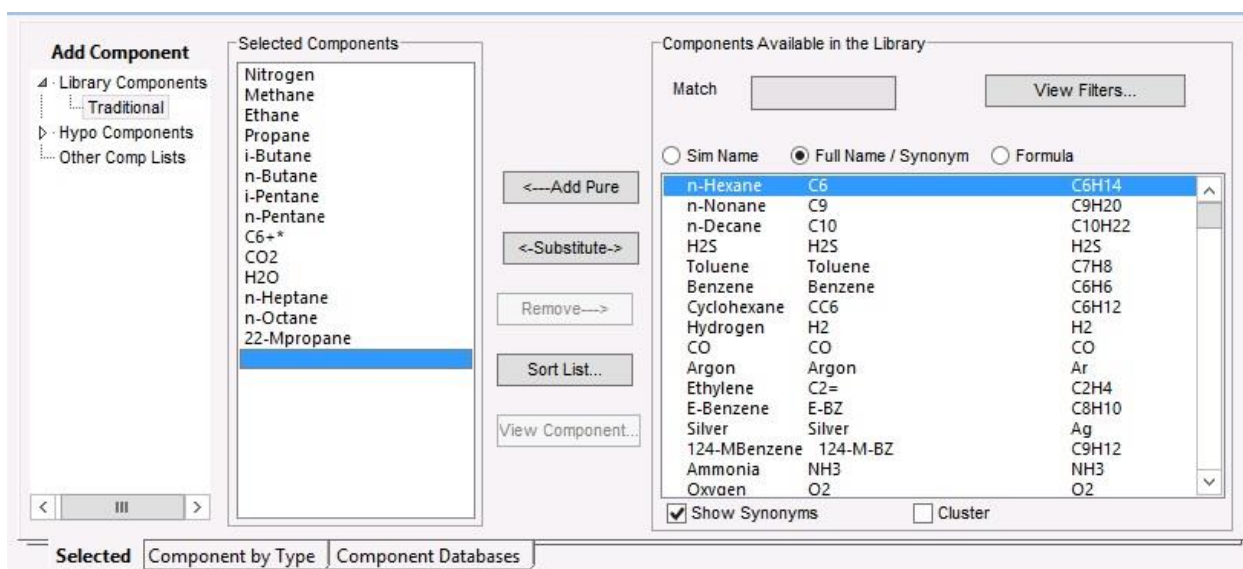 Add Component
Library Components
Traditional
Hypo Components
Other Comp Lists
Selected Components
Nitrogen
Methane
Ethane
Propane
i-Butane
n-Butane
i-Pentane
n-Pentane
C6+*
CO2
H2O
n-Heptane
n-Octane
22-Mpropane
<---Add Pure
<-Substitute->
Remove--->
Sort List...
View Component...
Components Available in the Library
Match
View Filters...
Sim Name Full Name / Synonym Formula
n-Hexane C6 C6H14
n-Nonane C9 C9H20
n-Decane C10 C10H22
H2S H2S H2S
Toluene Toluene C7H8
Benzene Benzene C6H6
Cyclohexane CC6 C6H12
Hydrogen H2 H2
CO CO CO
Argon Argon Ar
Ethylene C2= C2H4
E-Benzene E-BZ C8H10
Silver Silver Ag
124-MBenzene 124-M-BZ C9H12
Ammonia NH3 NH3
Oxygen O2 O2
Show Synonyms Cluster
Selected Component by Type Component Databases